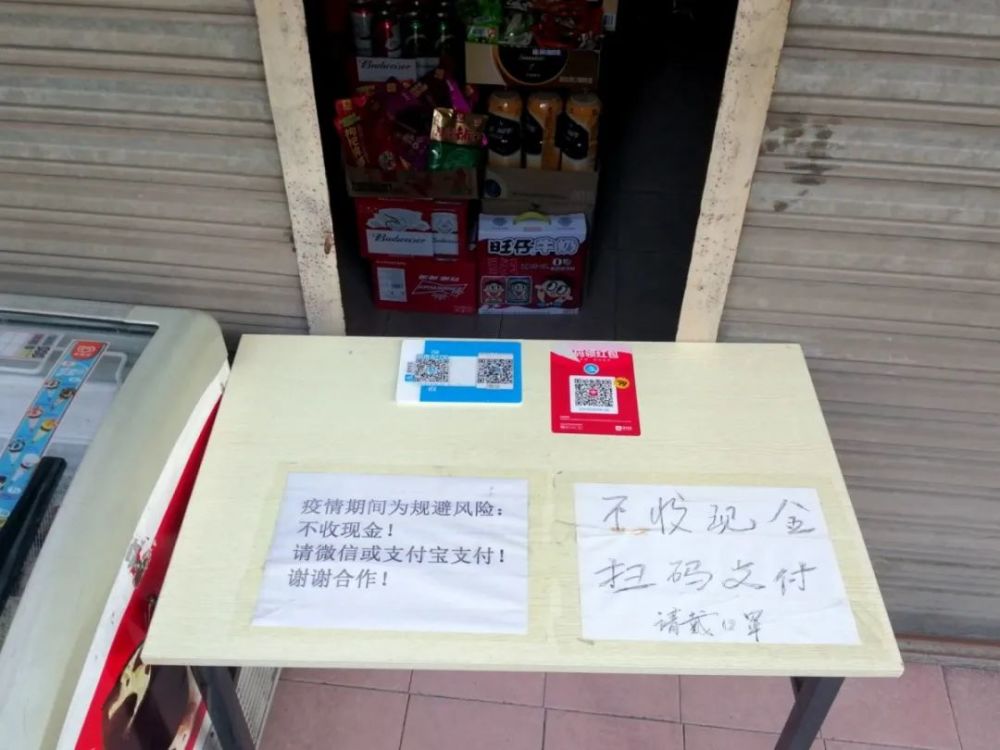 Budweiser
Budweiser
旺仔牛奶
疫情期间为规避风险：
不收现金！
请微信或支付宝支付！
谢谢合作！
不收现金
扫码支付
请戴口罩